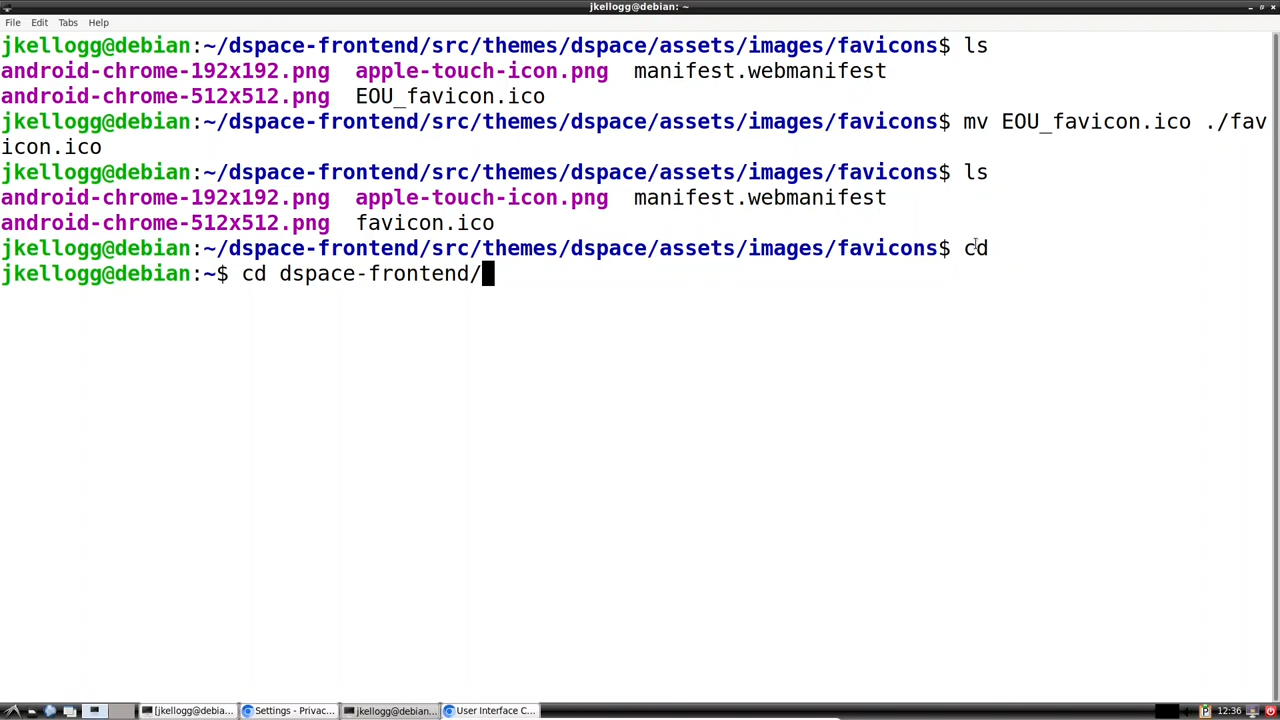 jkellogg@debian: ~
File Edit Tabs Help
jkellogg@debian:~/dspace-frontend/src/themes/dspace/assets/images/favicons$ ls
android-chrome-192x192.png apple-touch-icon.png manifest.webmanifest
android-chrome-512x512.png EOU_favicon.ico
jkellogg@debian:~/dspace-frontend/src/themes/dspace/assets/images/favicons$ mv EOU_favicon.ico ./fav
icon.ico
jkellogg@debian:~/dspace-frontend/src/themes/dspace/assets/images/favicons$ ls
android-chrome-192x192.png apple-touch-icon.png manifest.webmanifest
android-chrome-512x512.png favicon.ico
jkellogg@debian:~/dspace-frontend/src/themes/dspace/assets/images/favicons$ cd
jkellogg@debian:~$ cd dspace-frontend/
[jkellogg@debia... Settings - Privac... jkellogg@debian... User Interface C... 12:36